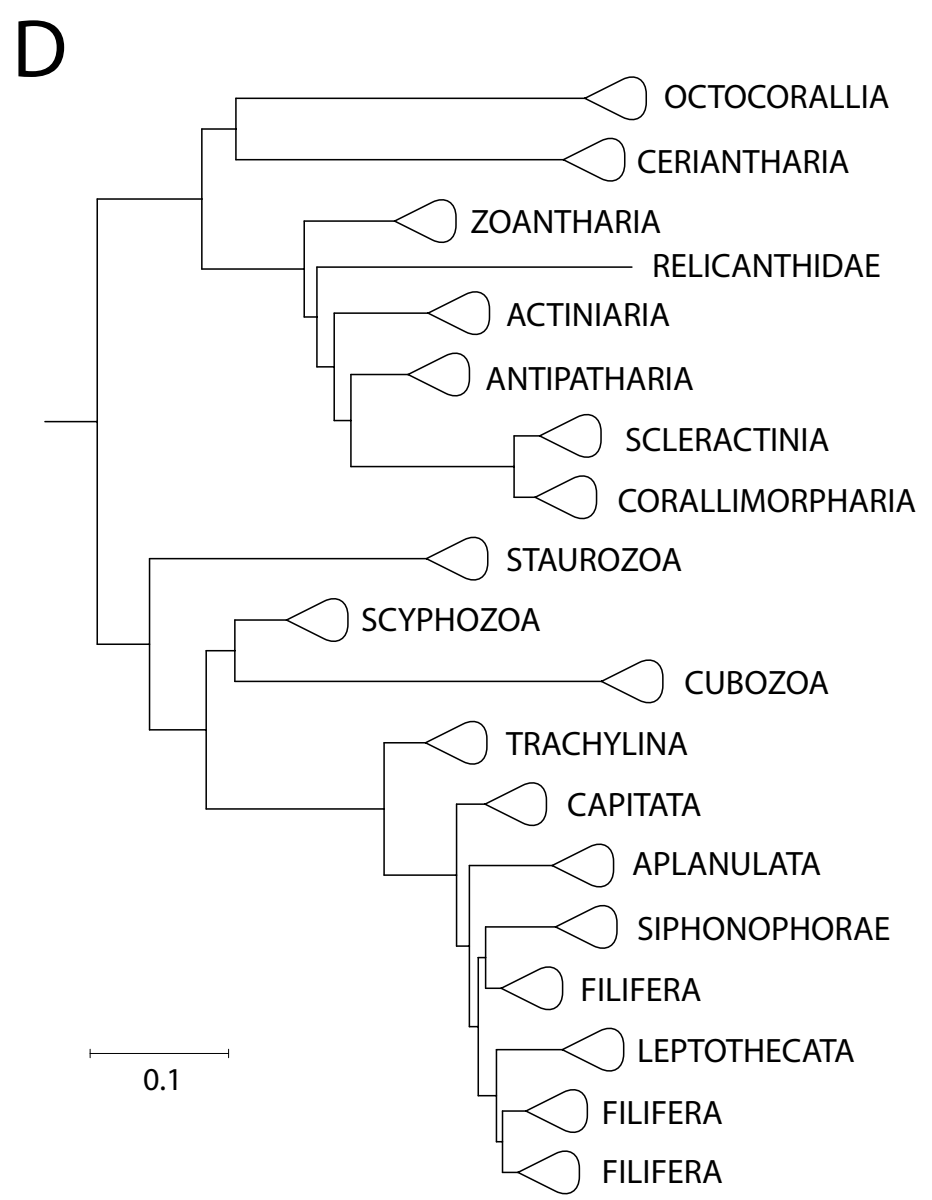 D
OCTOCORALLIA
CERIANTHARIA
ZOANTHARIA
RELICANTHIDAE
ACTINIARIA
ANTIPATHARIA
SCLERACTINIA
CORALLIMORPHARIA
STAUROZOA
SCYPHOZOA
CUBOZOA
TRACHYLINA
CAPITATA
APLANULATA
SIPHONOPHORAE
FILIFERA
LEPTOTHECATA
0.1
FILIFERA
FILIFERA